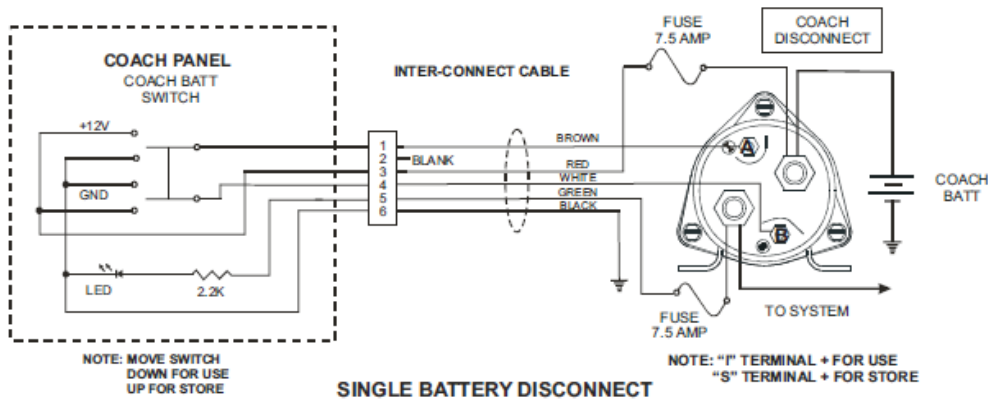 COACH PANEL
COACH BATT
SWITCH
+12V
GND
LED
2.2K
NOTE: MOVE SWITCH
DOWN FOR USE
UP FOR STORE
INTER-CONNECT CABLE
1
2
3
4
5
6
BLANK
BROWN
RED
WHITE
GREEN
BLACK
FUSE
7.5 AMP
COACH
DISCONNECT
A
I
B
COACH
BATT
TO SYSTEM
FUSE
7.5 AMP
NOTE: "I" TERMINAL + FOR USE
"S" TERMINAL + FOR STORE
SINGLE BATTERY DISCONNECT